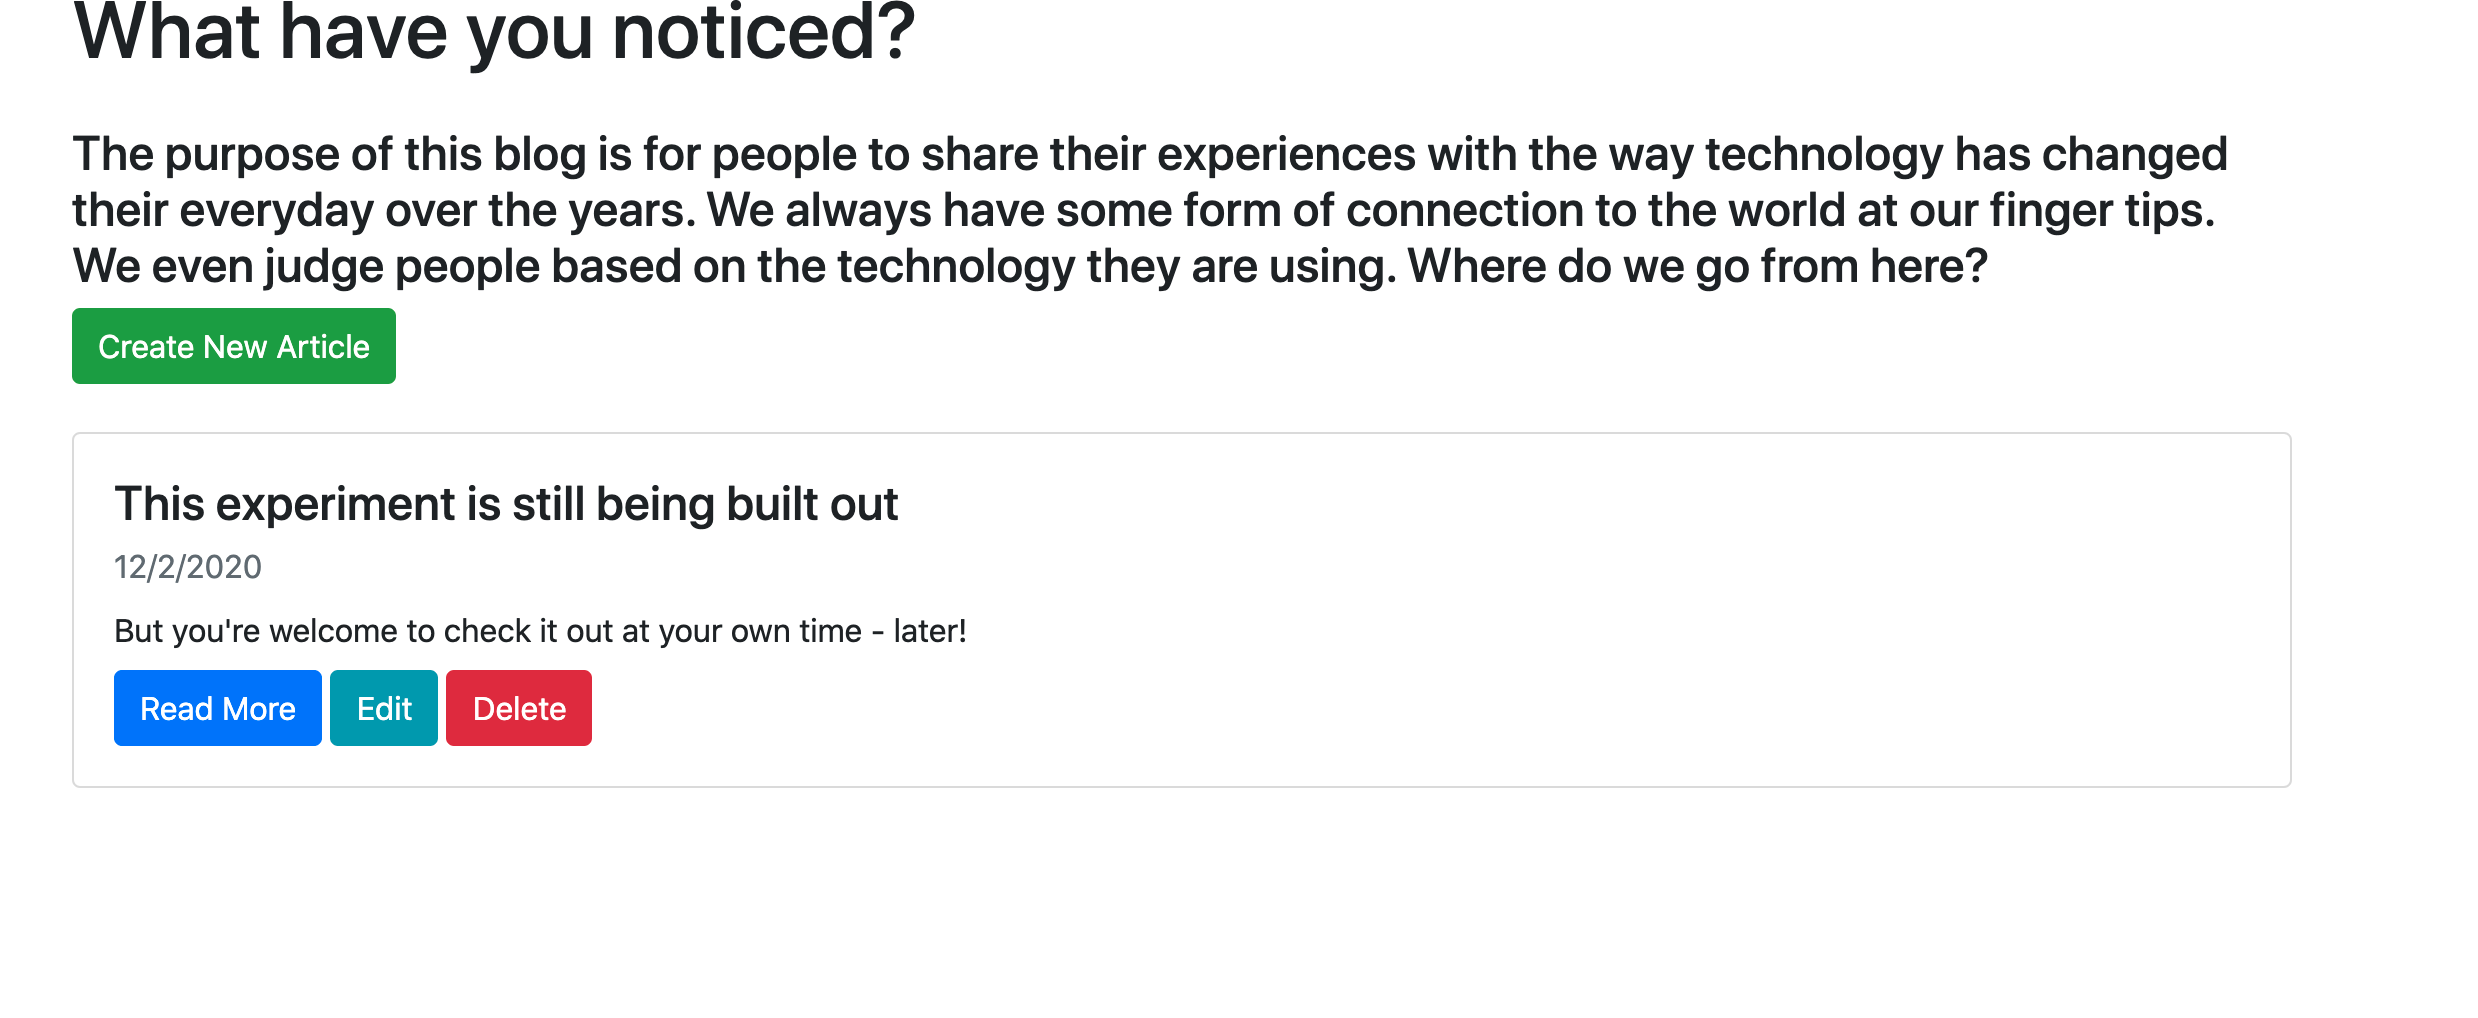 What have you noticed?
The purpose of this blog is for people to share their experiences with the way technology has changed
their everyday over the years. We always have some form of connection to the world at our finger tips.
We even judge people based on the technology they are using. Where do we go from here?
Create New Article
This experiment is still being built out
12/2/2020
But you're welcome to check it out at your own time - later!
Read More Edit Delete